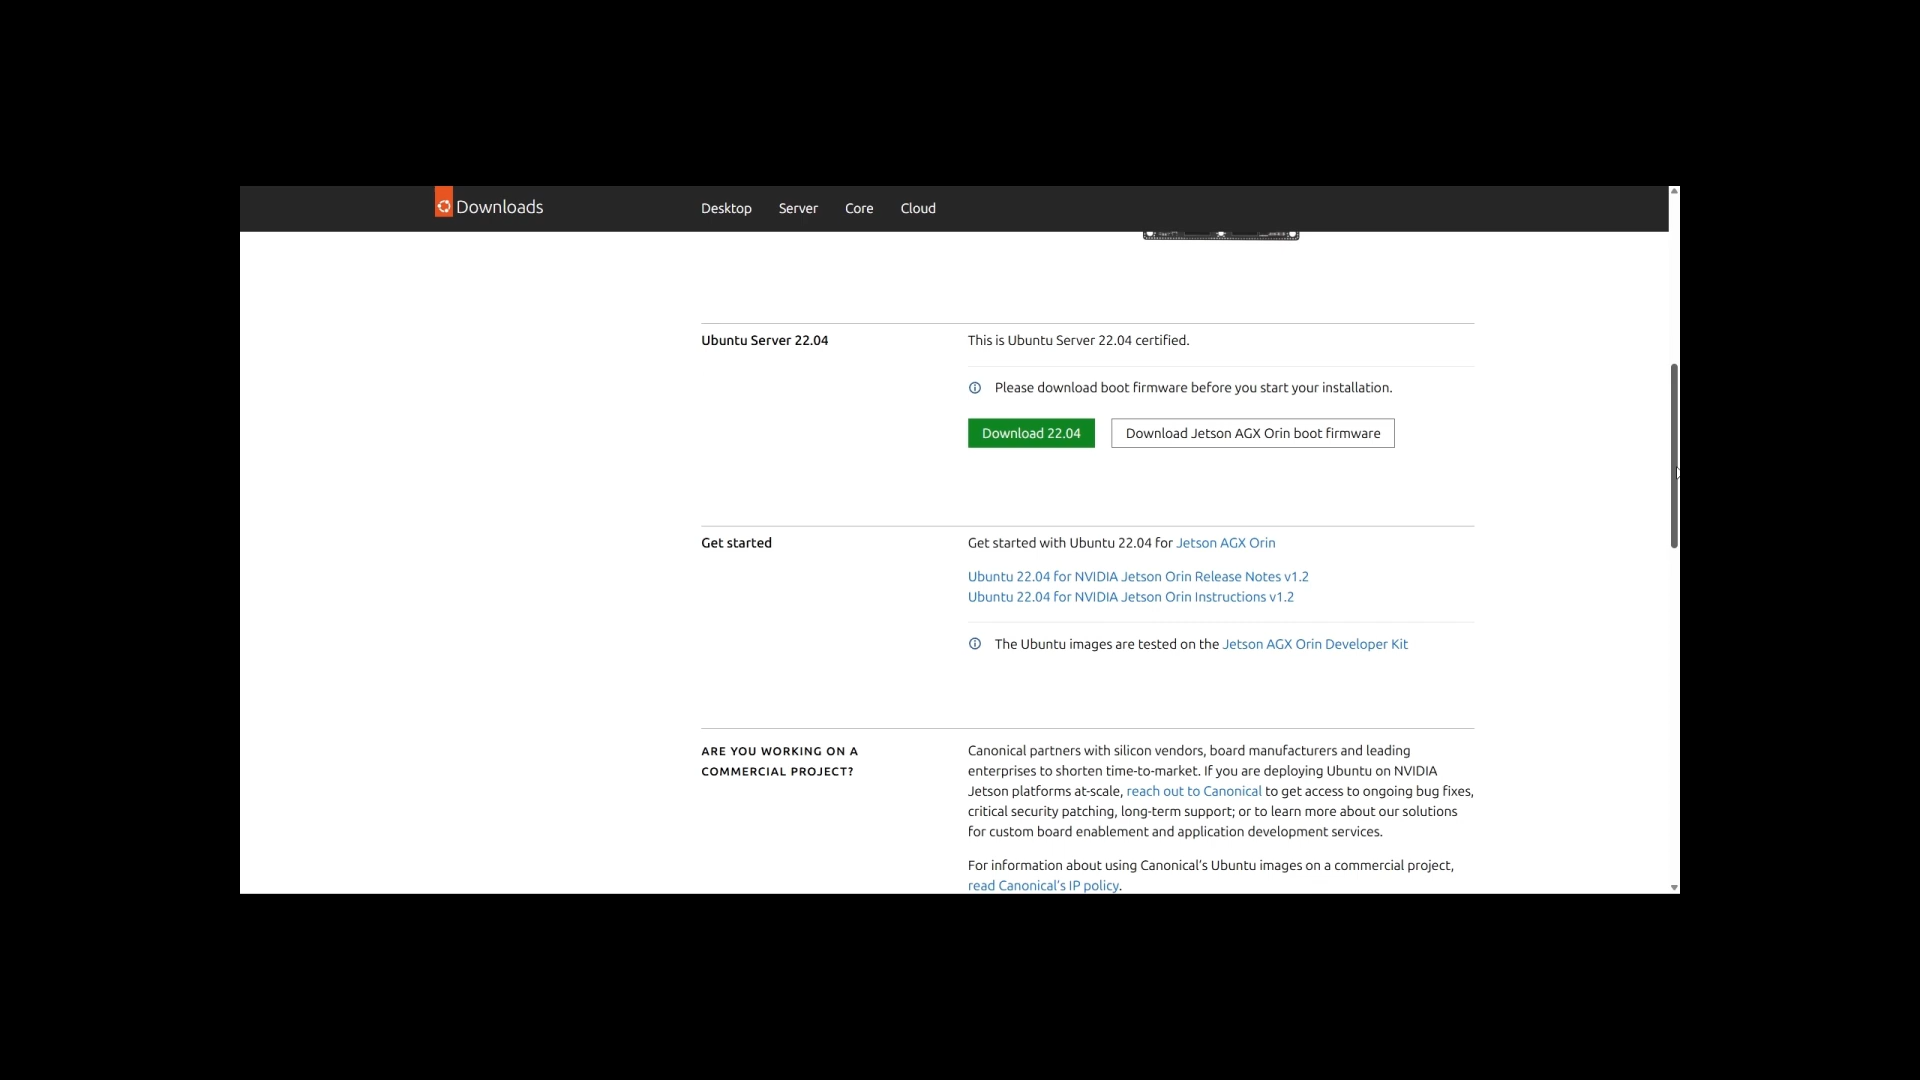 Downloads Desktop Server Core Cloud
Ubuntu Server 22.04
This is Ubuntu Server 22.04 certified.
Please download boot firmware before you start your installation.
Download 22.04
Download Jetson AGX Orin boot firmware
Get started
Get started with Ubuntu 22.04 for Jetson AGX Orin
Ubuntu 22.04 for NVIDIA Jetson Orin Release Notes v1.2
Ubuntu 22.04 for NVIDIA Jetson Orin Instructions v1.2
The Ubuntu images are tested on the Jetson AGX Orin Developer Kit
ARE YOU WORKING ON A
COMMERCIAL PROJECT?
Canonical partners with silicon vendors, board manufacturers and leading
enterprises to shorten time-to-market. If you are deploying Ubuntu on NVIDIA
Jetson platforms at-scale, reach out to Canonical to get access to ongoing bug fixes,
critical security patching, long-term support; or to learn more about our solutions
for custom board enablement and application development services.
For information about using Canonical’s Ubuntu images on a commercial project,
read Canonical’s IP policy.